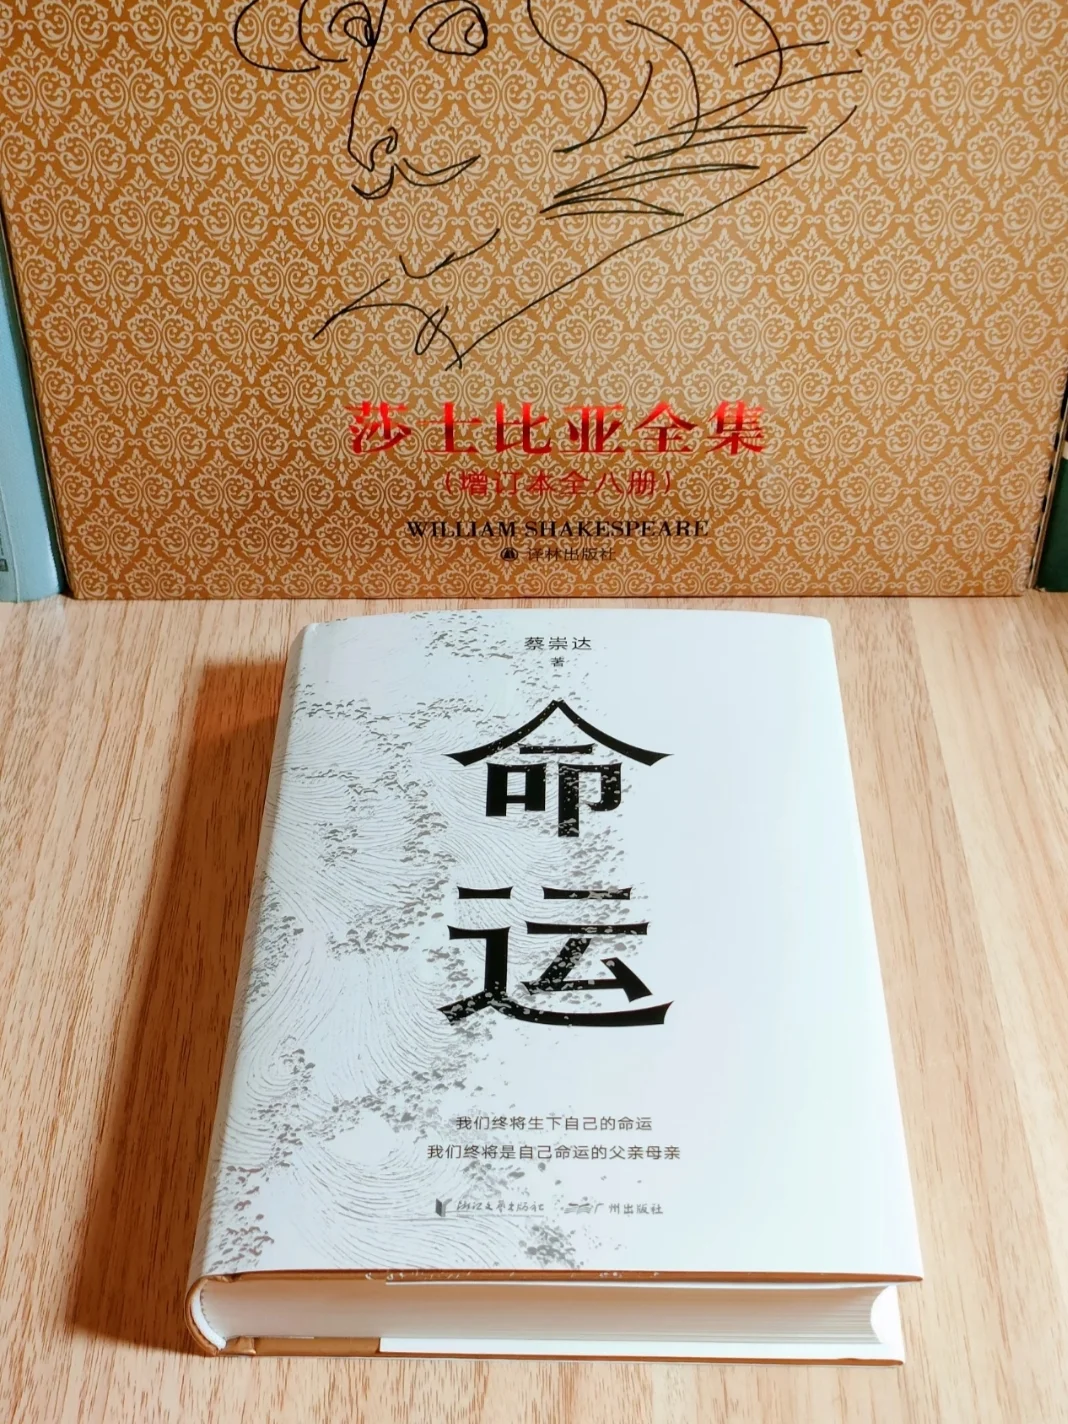 莎士比亚全集
(增订本全八册)
WILLIAM SHAKESPEARE
译林出版社
蔡崇达
著
命
运
我们终将生下自己的命运
我们终将是自己命运的父亲母亲
浙江文艺出版社 广州出版社